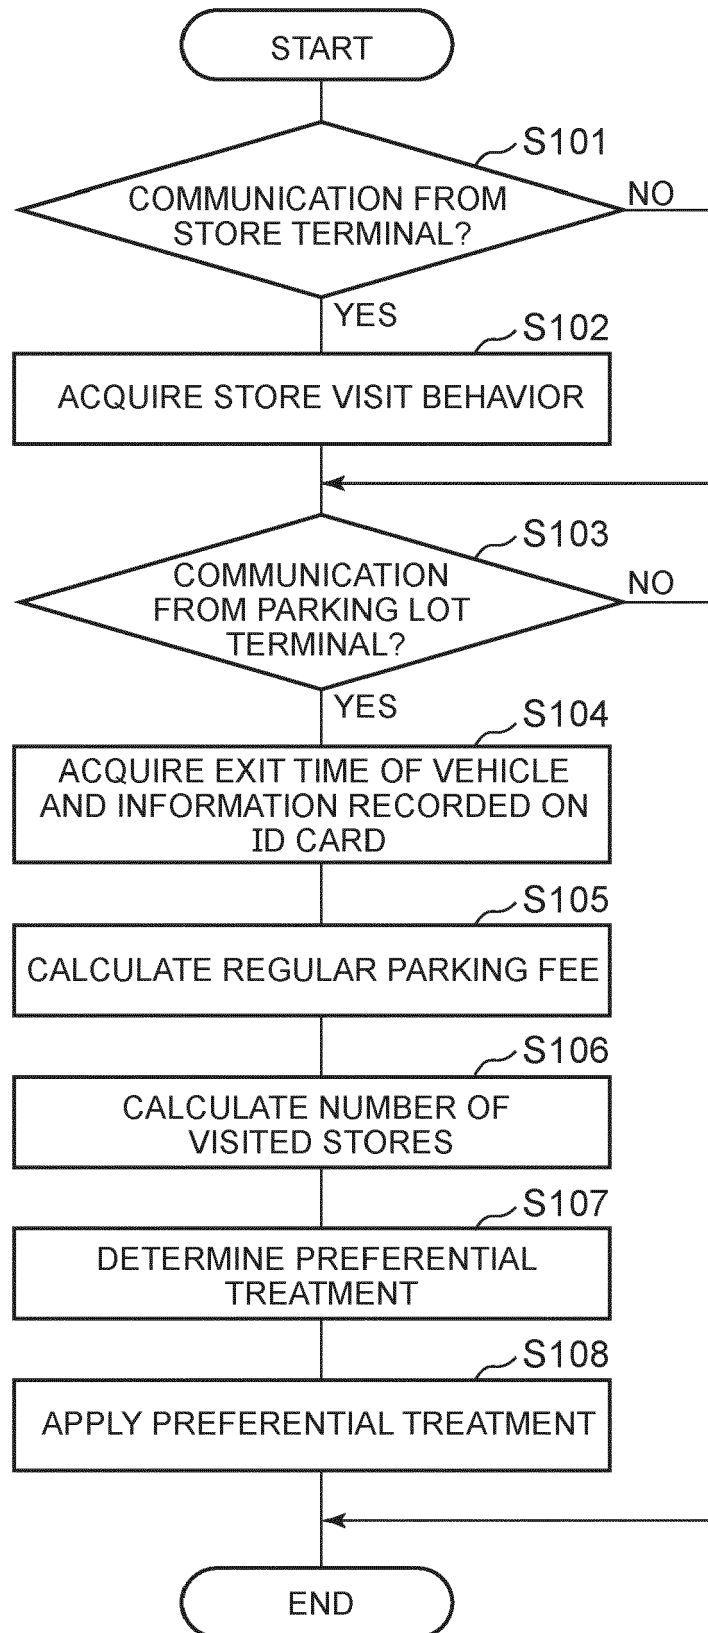 START
S101
COMMUNICATION FROM
STORE TERMINAL?
NO
YES
S102
ACQUIRE STORE VISIT BEHAVIOR
S103
COMMUNICATION
FROM PARKING LOT
TERMINAL?
NO
YES
S104
ACQUIRE EXIT TIME OF VEHICLE
AND INFORMATION RECORDED ON
ID CARD
S105
CALCULATE REGULAR PARKING FEE
S106
CALCULATE NUMBER OF
VISITED STORES
S107
DETERMINE PREFERENTIAL
TREATMENT
S108
APPLY PREFERENTIAL TREATMENT
END